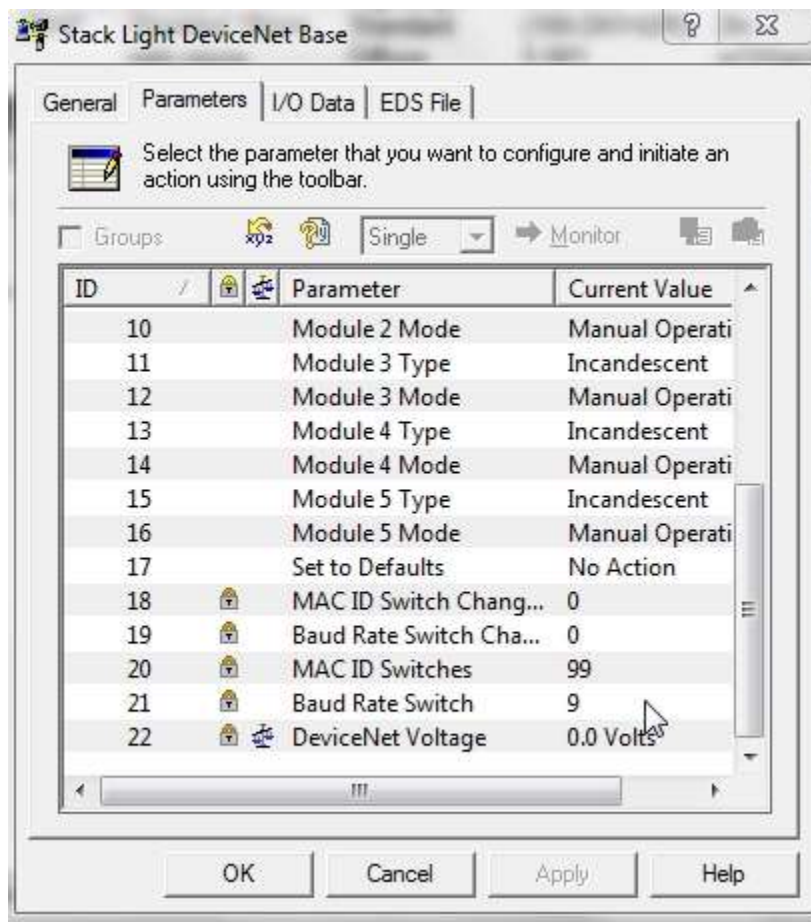 Stack Light DeviceNet Base
General Parameters I/O Data EDS File
Select the parameter that you want to configure and initiate an
action using the toolbar.
Groups xyz Single Monitor
ID Parameter Current Value
10 Module 2 Mode Manual Operati
11 Module 3 Type Incandescent
12 Module 3 Mode Manual Operati
13 Module 4 Type Incandescent
14 Module 4 Mode Manual Operati
15 Module 5 Type Incandescent
16 Module 5 Mode Manual Operati
17 Set to Defaults No Action
18 MAC ID Switch Chang... 0
19 Baud Rate Switch Cha... 0
20 MAC ID Switches 99
21 Baud Rate Switch 9
22 DeviceNet Voltage 0.0 Volts
OK Cancel Apply Help